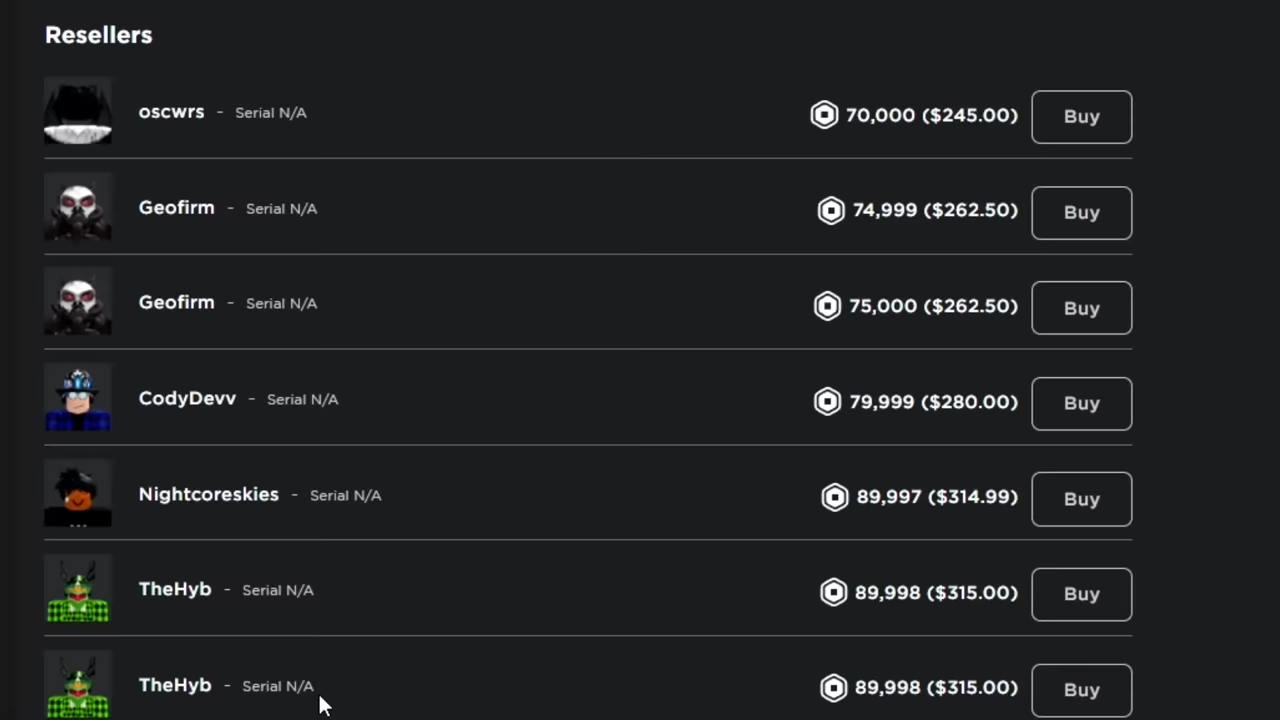 Resellers
oscwrs - Serial N/A 70,000 ($245.00) Buy
Geofirm - Serial N/A 74,999 ($262.50) Buy
Geofirm - Serial N/A 75,000 ($262.50) Buy
CodyDevv - Serial N/A 79,999 ($280.00) Buy
Nightcoreskies - Serial N/A 89,997 ($314.99) Buy
TheHyb - Serial N/A 89,998 ($315.00) Buy
TheHyb - Serial N/A 89,998 ($315.00) Buy